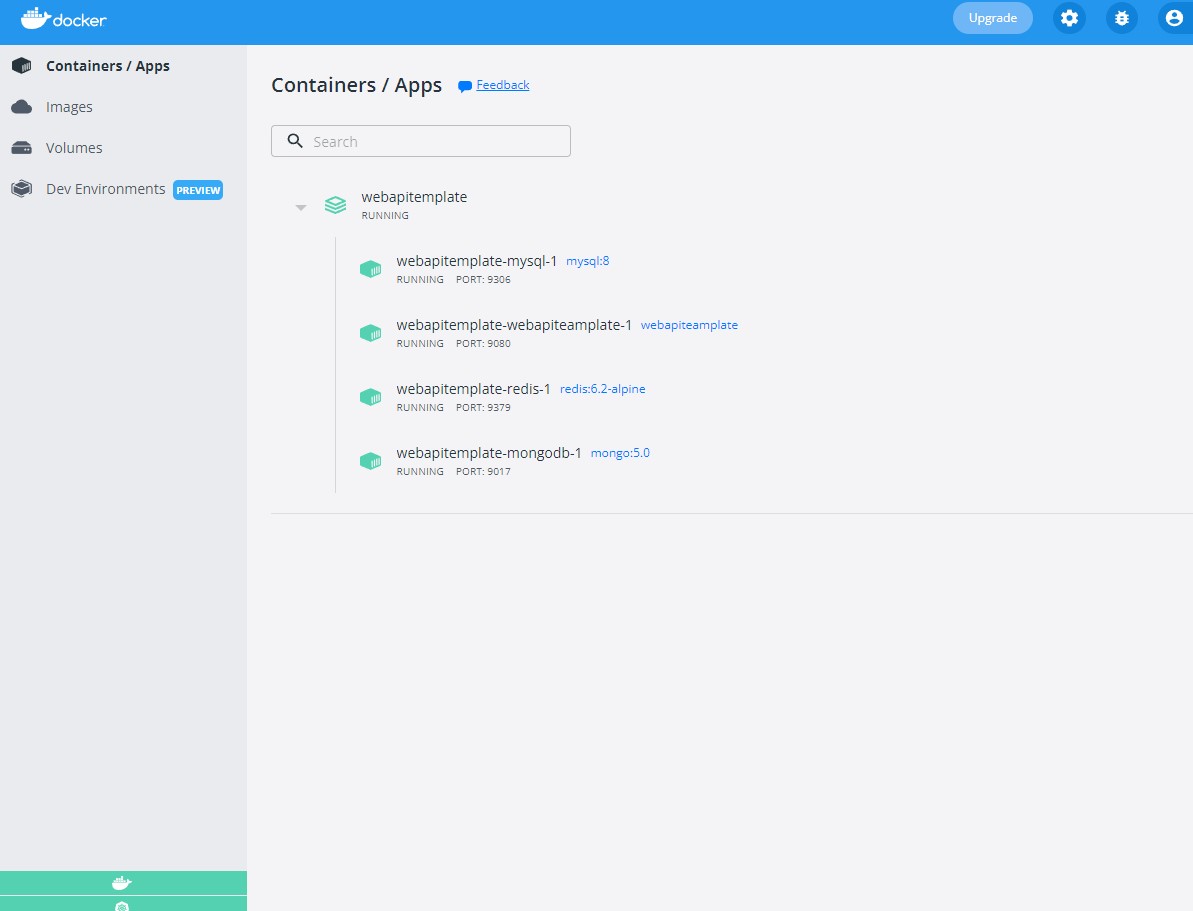 docker
Upgrade
Containers / Apps
Images
Volumes
Dev Environments PREVIEW
Containers / Apps Feedback
Search
webapitemplate
RUNNING
webapitemplate-mysql-1 mysql:8
RUNNING PORT: 9306
webapitemplate-webapiteamplate-1 webapiteamplate
RUNNING PORT: 9080
webapitemplate-redis-1 redis:6.2-alpine
RUNNING PORT: 9379
webapitemplate-mongodb-1 mongo:5.0
RUNNING PORT: 9017